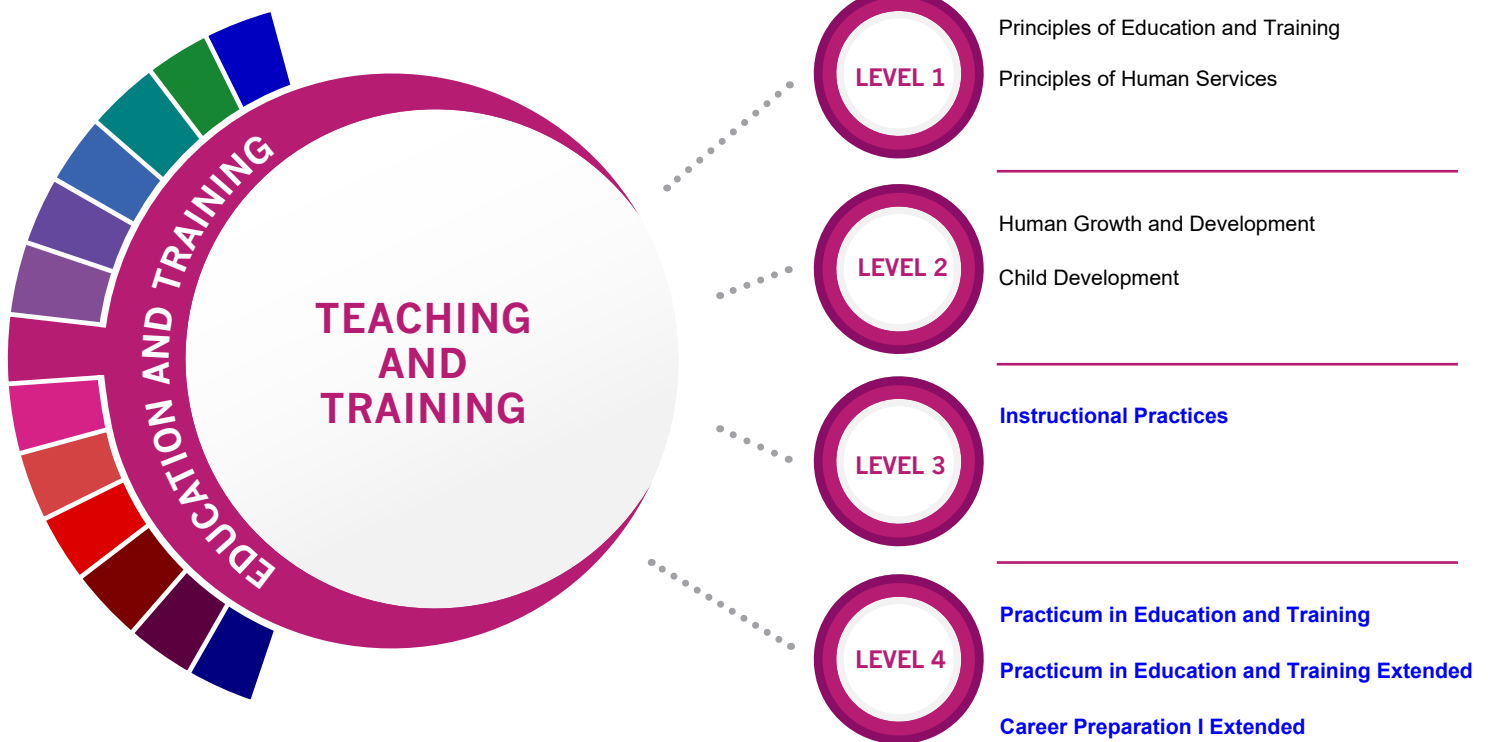 EDUCATION AND TRAINING
TEACHING
AND
TRAINING
LEVEL 1
Principles of Education and Training
Principles of Human Services
LEVEL 2
Human Growth and Development
Child Development
LEVEL 3
Instructional Practices
LEVEL 4
Practicum in Education and Training
Practicum in Education and Training Extended
Career Preparation I Extended